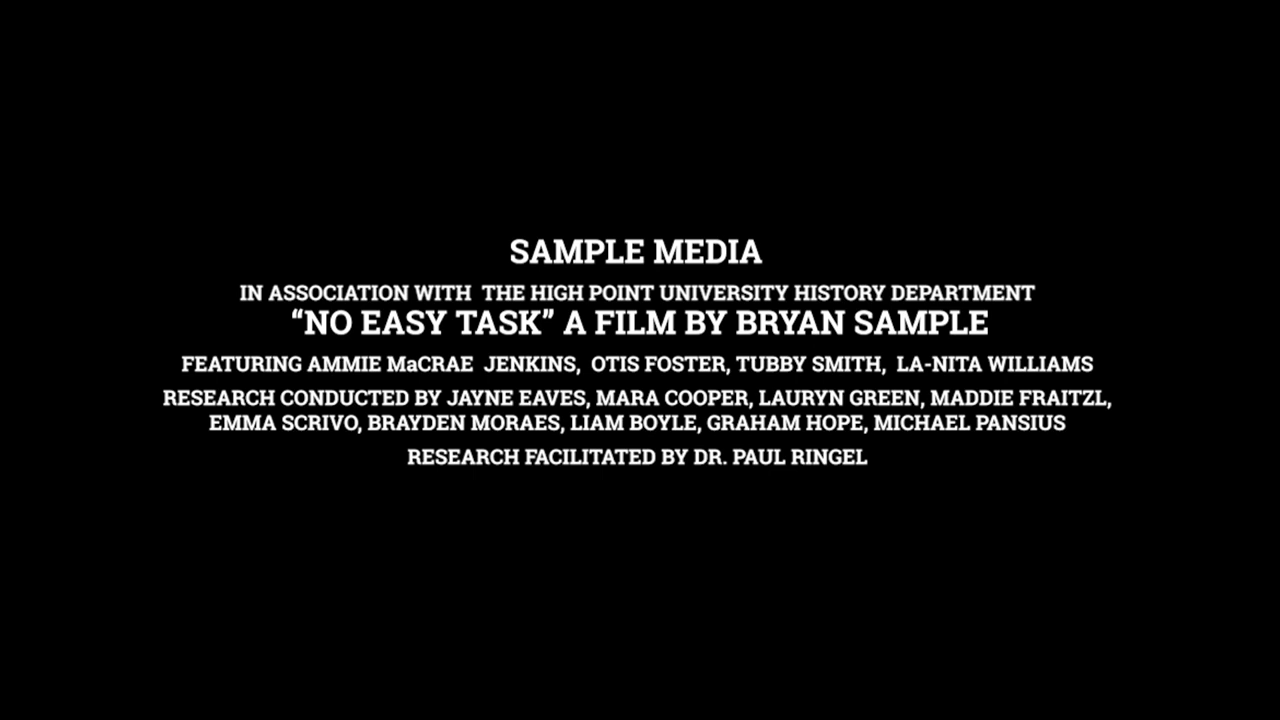 SAMPLE MEDIA
IN ASSOCIATION WITH THE HIGH POINT UNIVERSITY HISTORY DEPARTMENT
“NO EASY TASK” A FILM BY BRYAN SAMPLE
FEATURING AMMIE MaCRAE JENKINS, OTIS FOSTER, TUBBY SMITH, LA-NITA WILLIAMS
RESEARCH CONDUCTED BY JAYNE EAVES, MARA COOPER, LAURYN GREEN, MADDIE FRAITZL,
EMMA SCRIVO, BRAYDEN MORAES, LIAM BOYLE, GRAHAM HOPE, MICHAEL PANSIUS
RESEARCH FACILITATED BY DR. PAUL RINGEL